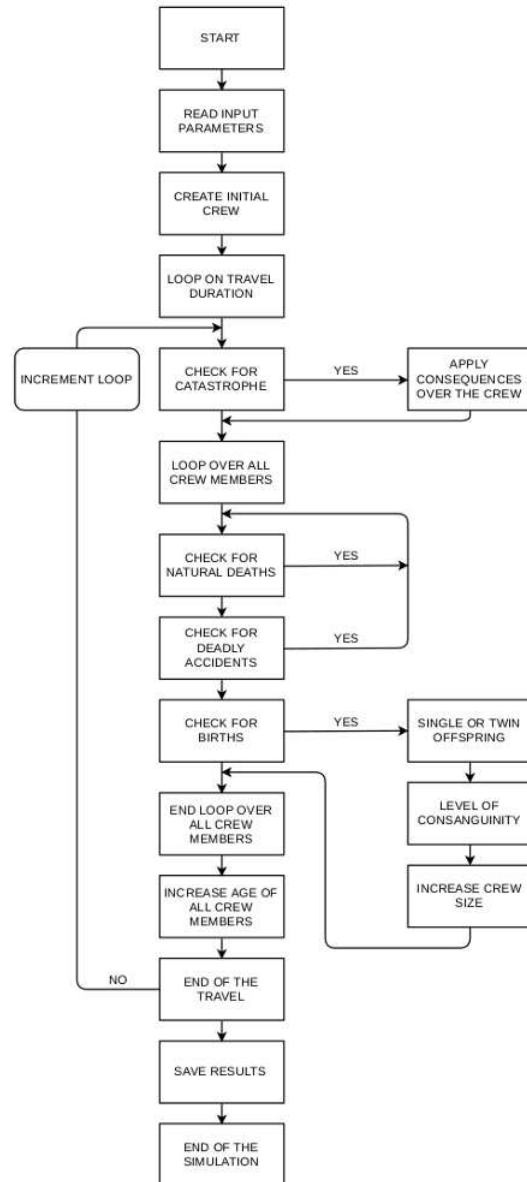 START
READ INPUT
PARAMETERS
CREATE INITIAL
CREW
LOOP ON TRAVEL
DURATION
INCREMENT LOOP
CHECK FOR
CATASTROPHE
YES
APPLY
CONSEQUENCES
OVER THE CREW
LOOP OVER ALL
CREW MEMBERS
CHECK FOR
NATURAL DEATHS
YES
CHECK FOR
DEADLY
ACCIDENTS
YES
CHECK FOR
BIRTHS
YES
SINGLE OR TWIN
OFFSPRING
LEVEL OF
CONSANGUINITY
INCREASE CREW
SIZE
END LOOP OVER
ALL CREW
MEMBERS
INCREASE AGE OF
ALL CREW
MEMBERS
END OF THE
TRAVEL
NO
SAVE RESULTS
END OF THE
SIMULATION